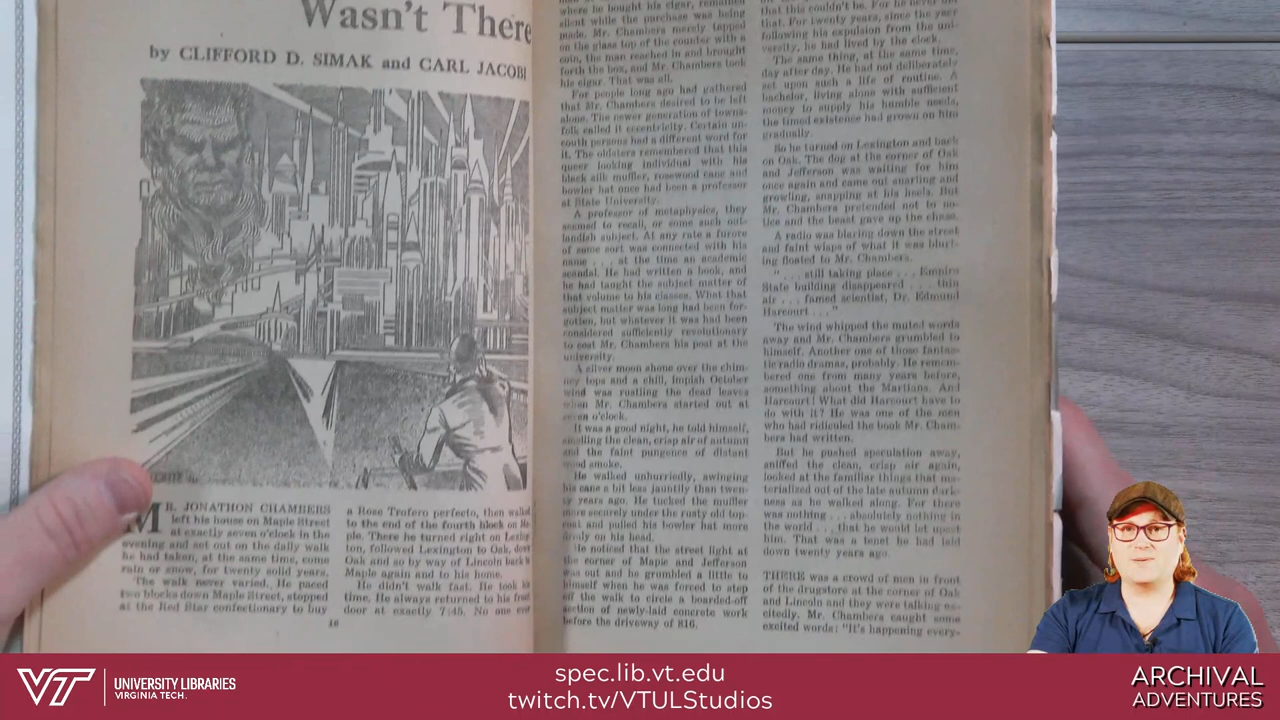 Wasn't There
by CLIFFORD D. SIMAK and CARL JACOBI
MR. JONATHON CHAMBERS
left his house on Maple Street
at exactly seven o'clock in the
evening and set out on the daily walk
he had taken, at the same time, come
rain or snow, for twenty solid years.
The walk never varied. He paced
two blocks down Maple Street, stopped
at the Red Star confectionary to buy
a Rose Trofero perfecto, then walked
to the end of the fourth block on Ma-
ple. There he turned right on Lexing-
ton, followed Lexington to Oak, down
Oak and so by way of Lincoln back to
Maple again and to his home.
He didn't walk fast. He took his
time. He always returned to his front
door at exactly 7:45. No one ever
16
where he bought his cigar, remained
silent while the purchase was being
made. Mr. Chambers merely tapped
on the glass top of the counter with a
coin, the man reached in and brought
forth the box, and Mr. Chambers took
his cigar. That was all.
For people long ago had gathered
that Mr. Chambers desired to be left
alone. The newer generation of towns-
folk called it eccentricity. Certain un-
couth persons had a different word for
it. The oldsters remembered that this
queer looking individual with his
black silk muffler, rosewood cane and
bowler hat once had been a professor
at State University.
A professor of metaphysics, they
seemed to recall, or some such out-
landish subject. At any rate a furore
of some sort was connected with his
name . . . at the time an academic
scandal. He had written a book, and
he had taught the subject matter of
that volume to his classes. What that
subject matter was long had been for-
gotten, but whatever it was had been
considered sufficiently revolutionary
to cost Mr. Chambers his post at the
university.
A silver moon shone over the chim-
ney tops and a chill, impish October
wind was rustling the dead leaves
when Mr. Chambers started out at
seven o'clock.
It was a good night, he told himself,
smelling the clean, crisp air of autumn
and the faint pungence of distant
wood smoke.
He walked unhurriedly, swinging
his cane a bit less jauntily than twen-
ty years ago. He tucked the muffler
more securely under the rusty old top-
coat and pulled his bowler hat more
firmly on his head.
He noticed that the street light at
the corner of Maple and Jefferson
was out and he grumbled a little to
himself when he was forced to step
off the walk to circle a boarded-off
section of newly-laid concrete work
before the driveway of 816.
that this couldn't be. For he never did
that. For twenty years, since the year
following his expulsion from the uni-
versity, he had lived by the clock.
The same thing, at the same time,
day after day. He had not deliberately
set upon such a life of routine. A
bachelor, living alone with sufficient
money to supply his humble needs,
the timed existence had grown on him
gradually.
So he turned on Lexington and back
on Oak. The dog at the corner of Oak
and Jefferson was waiting for him
once again and came out snarling and
growling, snapping at his heels. But
Mr. Chambers pretended not to no-
tice and the beast gave up the chase.
A radio was blaring down the street
and faint wisps of what it was blurt-
ing floated to Mr. Chambers.
". . . still taking place . . . Empire
State building disappeared . . . thin
air . . . famed scientist, Dr. Edmund
Harcourt . . ."
The wind whipped the muted words
away and Mr. Chambers grumbled to
himself. Another one of those fantas-
tic radio dramas, probably. He remem-
bered one from many years before,
something about the Martians. And
Harcourt! What did Harcourt have to
do with it? He was one of the men
who had ridiculed the book Mr. Cham-
bers had written.
But he pushed speculation away,
sniffed the clean, crisp air again,
looked at the familiar things that ma-
terialized out of the late autumn dark-
ness as he walked along. For there
was nothing . . . absolutely nothing in
the world . . . that he would let upset
him. That was a tenet he had laid
down twenty years ago.
THERE was a crowd of men in front
of the drugstore at the corner of Oak
and Lincoln and they were talking ex-
citedly. Mr. Chambers caught some
excited words: "It's happening every-
VT UNIVERSITY LIBRARIES
VIRGINIA TECH.
spec.lib.vt.edu
twitch.tv/VTULStudios
ARCHIVAL
ADVENTURES